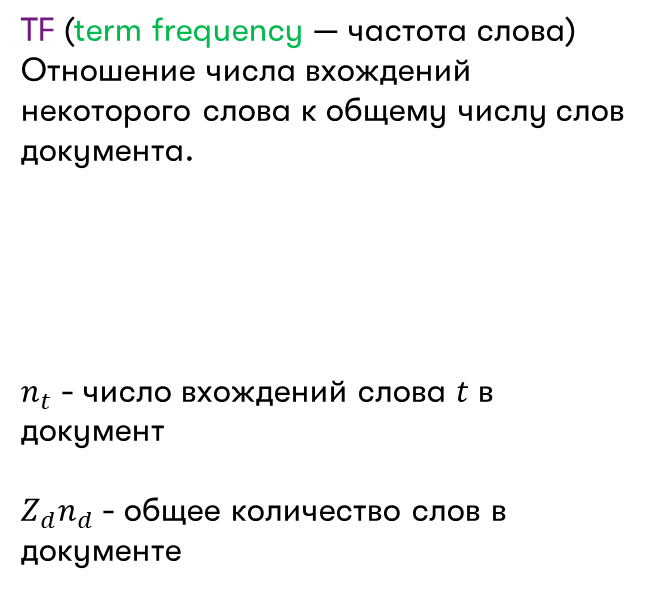 TF (term frequency — частота слова)
Отношение числа вхождений
некоторого слова к общему числу слов
документа.
n_t - число вхождений слова t в
документ
Z_d n_d - общее количество слов в
документе